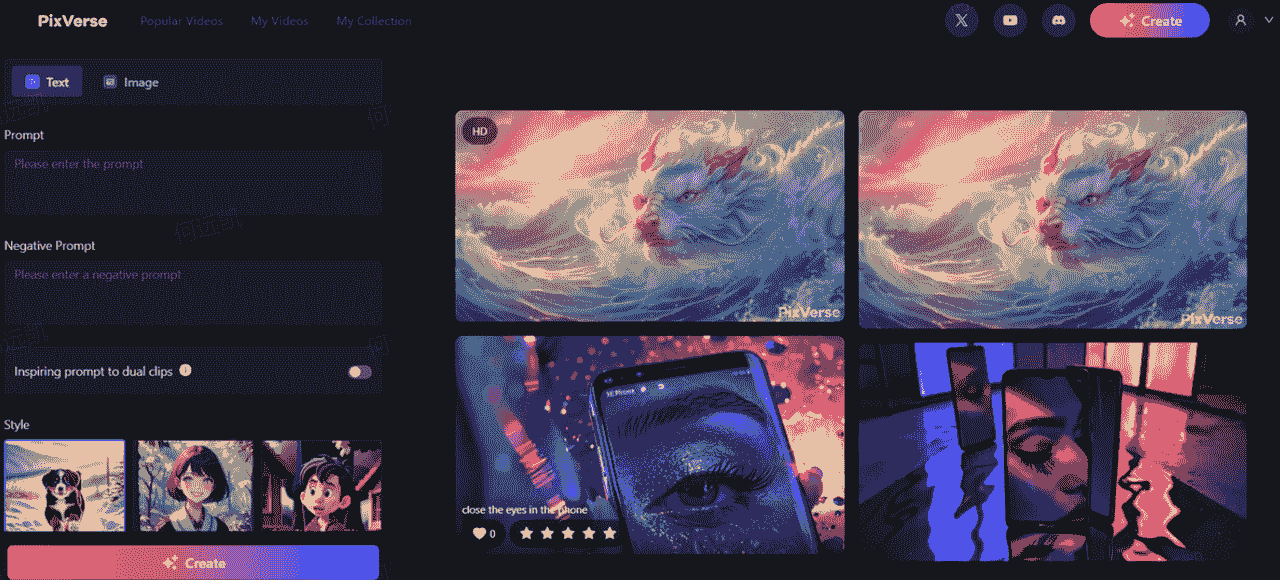 PixVerse
Popular Videos
My Videos
My Collection
Create
Text
Image
Prompt
Please enter the prompt
Negative Prompt
Please enter a negative prompt
Inspiring prompt to dual clips
Style
Create
HD
PixVerse
PixVerse
close the eyes in the phone
0